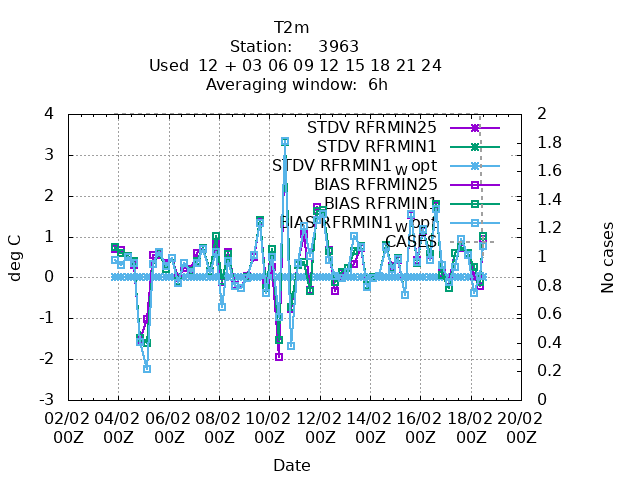 T2m
Station: 3963
Used 12 + 03 06 09 12 15 18 21 24
Averaging window: 6h
STDV RFRMIN25
STDV RFRMIN1
STDV RFRMIN1_w opt
BIAS RFRMIN25
BIAS RFRMIN1
BIAS RFRMIN1_w opt
CASES
deg C
4
3
2
1
0
-1
-2
-3
No cases
2
1.8
1.6
1.4
1.2
1
0.8
0.6
0.4
0.2
0
02/02 04/02 06/02 08/02 10/02 12/02 14/02 16/02 18/02 20/02
00Z 00Z 00Z 00Z 00Z 00Z 00Z 00Z 00Z 00Z
Date